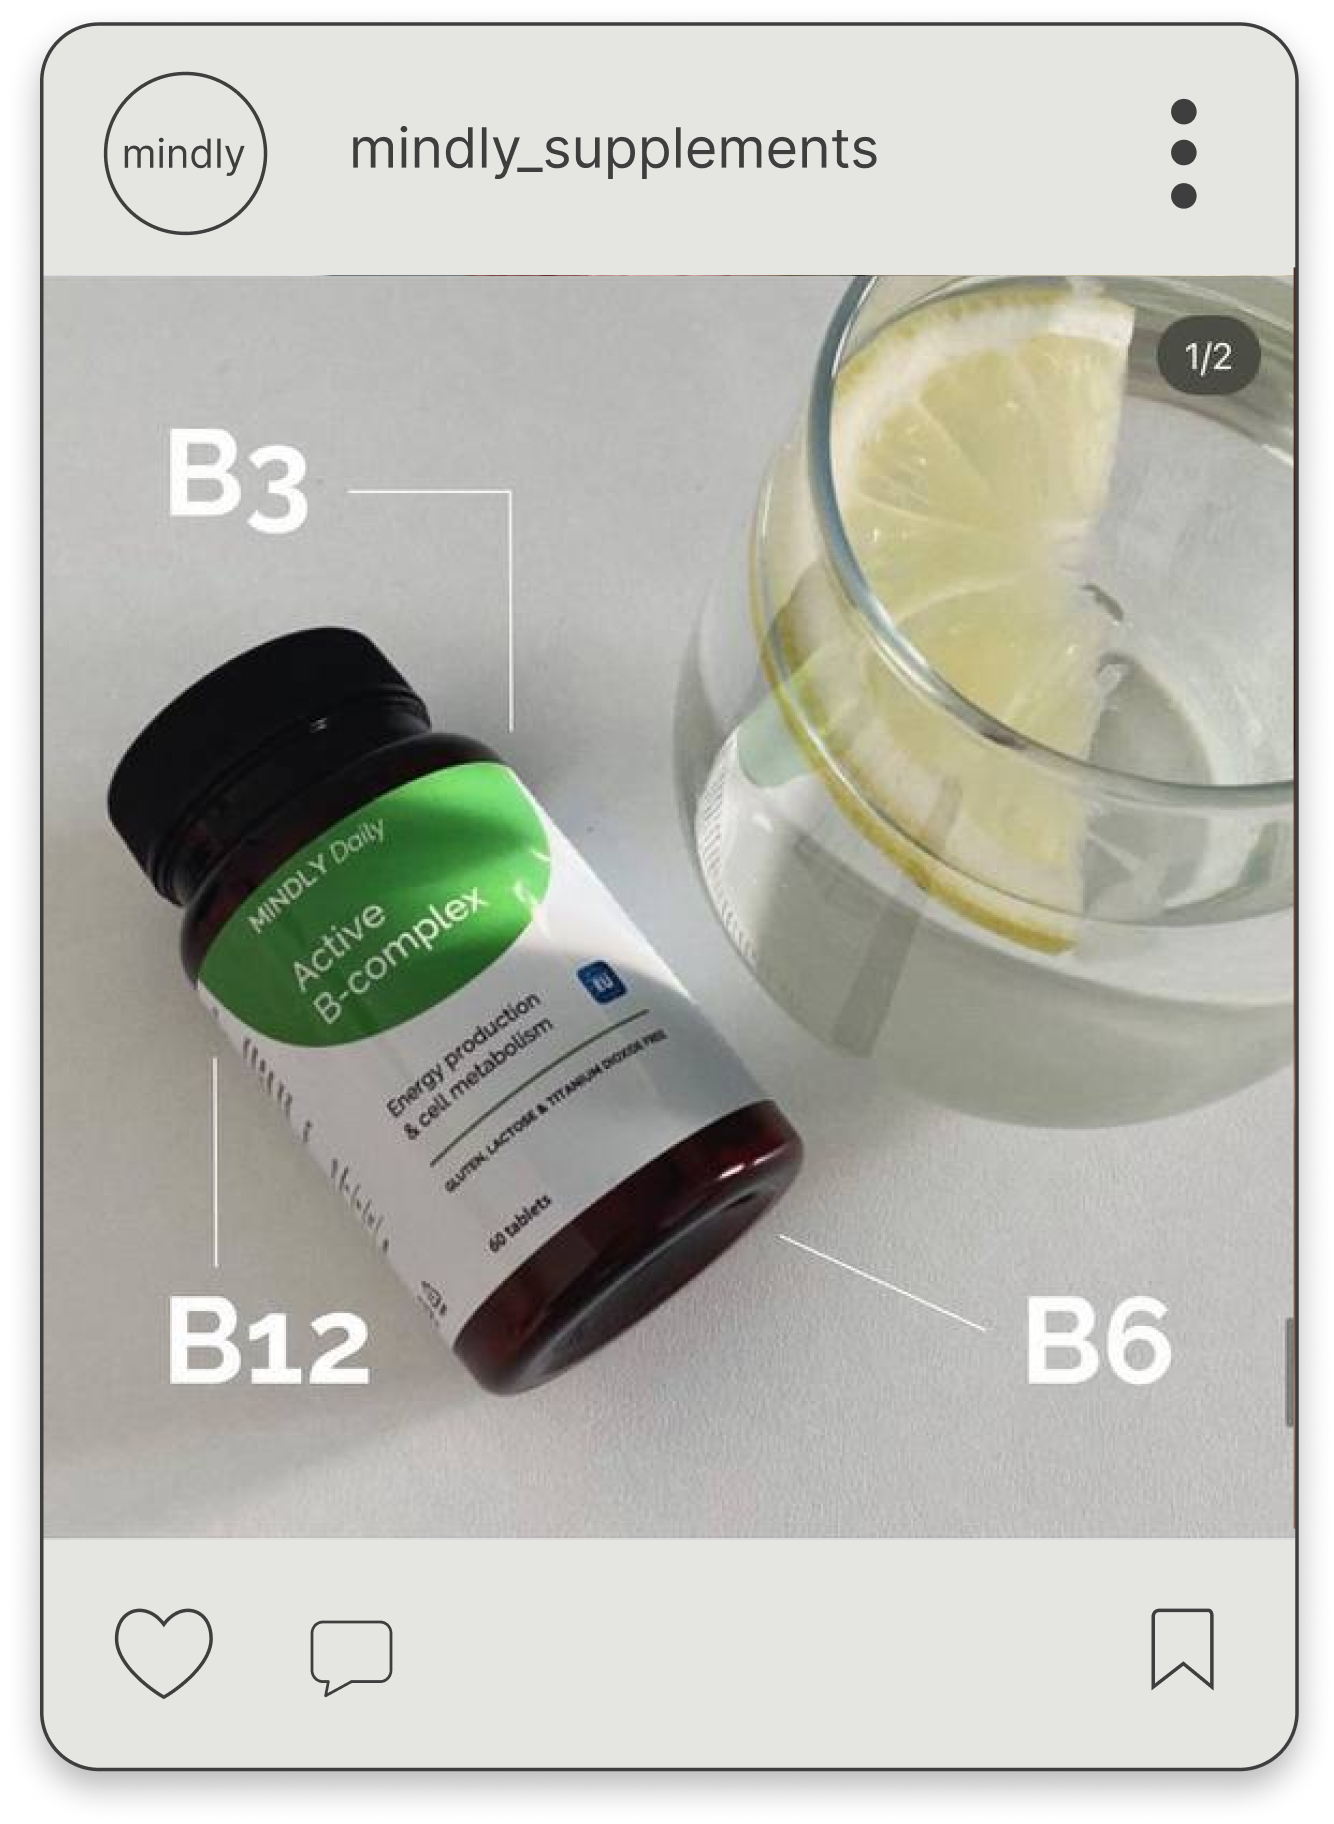 mindly
mindly_supplements
1/2
B3
MINDLY Daily
Active
B-complex
EU
Energy production
& cell metabolism
GLUTEN, LACTOSE & TITANIUM DIOXIDE FREE
60 tablets
B12
B6